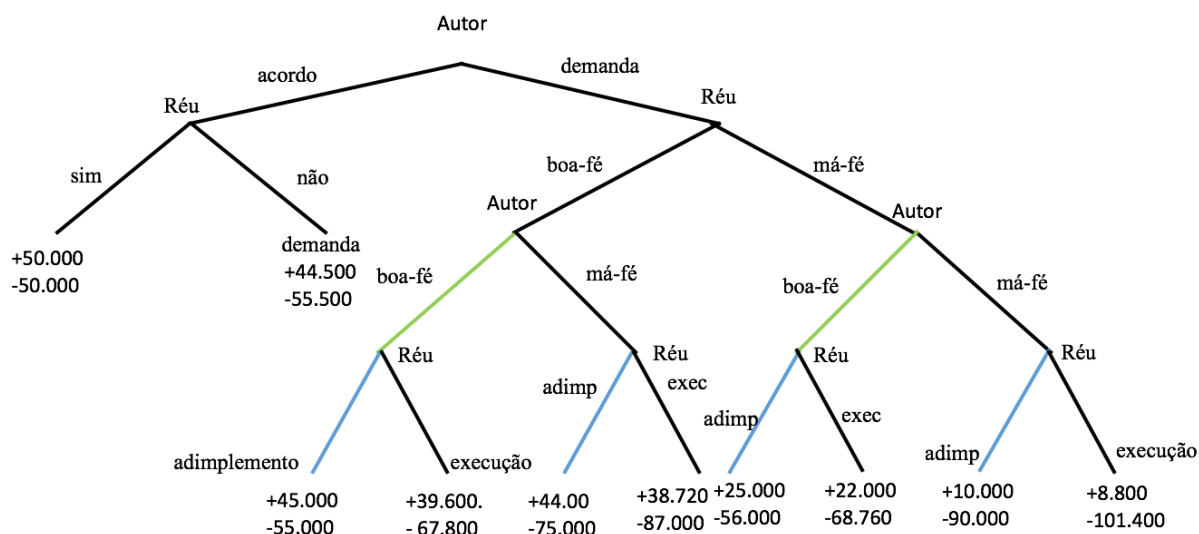 Autor
acordo
demanda
Réu
Réu
sim
não
boa-fé
má-fé
Autor
Autor
+50.000
-50.000
demanda
+44.500
-55.500
boa-fé
má-fé
boa-fé
má-fé
Réu
Réu
Réu
Réu
adimp
exec
adimp
exec
adimplemento
execução
adimp
execução
+45.000
-55.000
+39.600.
- 67.800
+44.00
-75.000
+38.720
-87.000
+25.000
-56.000
+22.000
-68.760
+10.000
-90.000
+8.800
-101.400